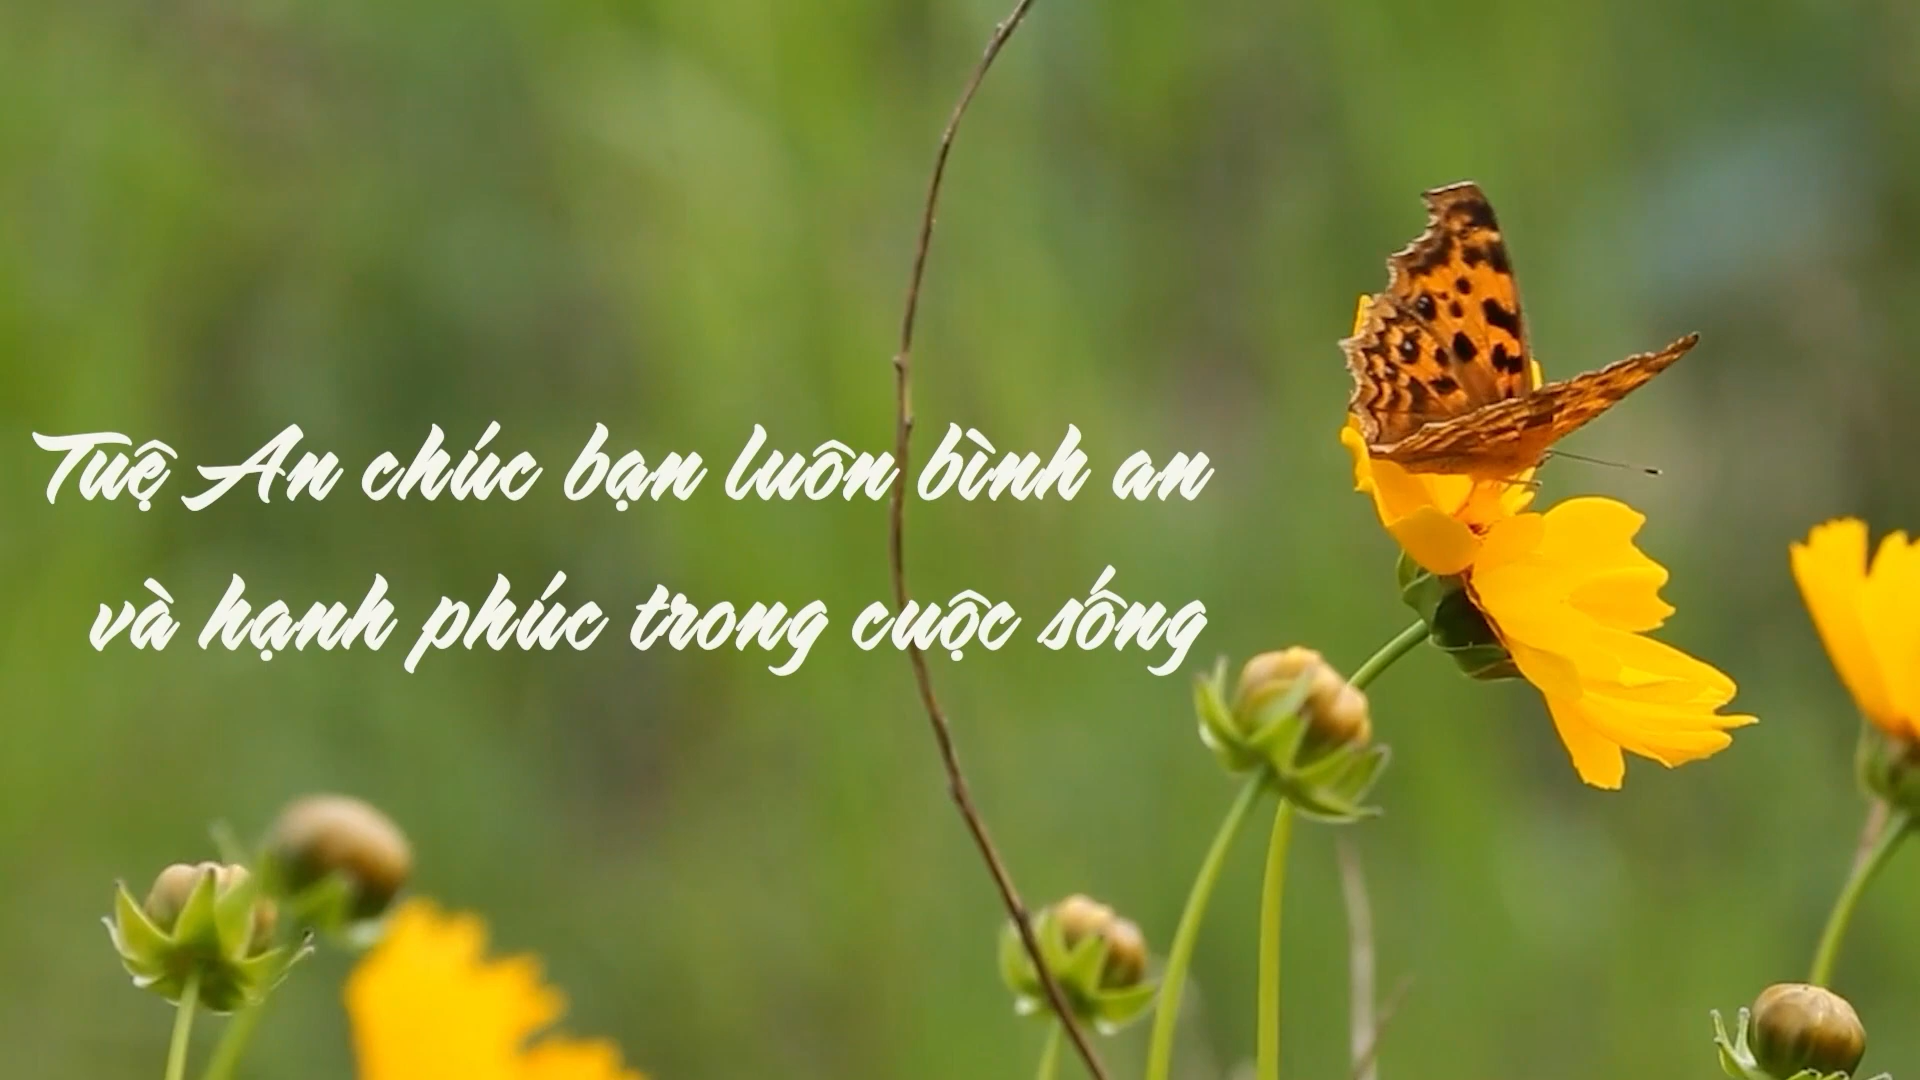 Tuệ An chúc bạn luôn bình an
và hạnh phúc trong cuộc sống